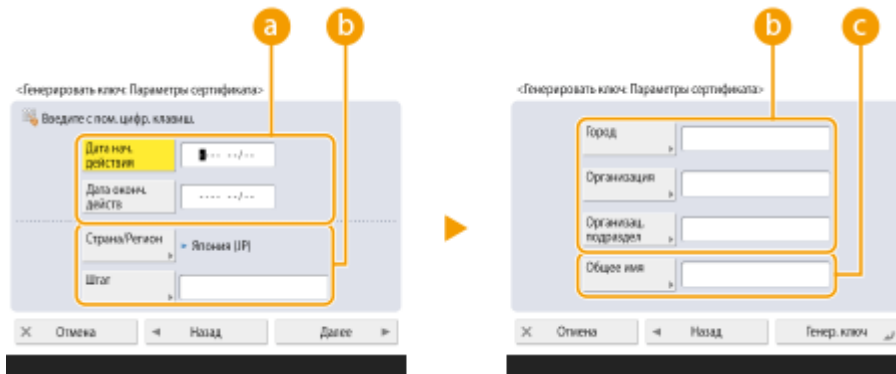 a b
<Генерировать ключ: Параметры сертификата>
Введите с пом. цифр. клавиш.
Дата нач.
действия
---- --/--
Дата оконч.
действ
---- --/--
Страна/Регион
Япония (JP)
Штат
Отмена Назад Далее
b c
<Генерировать ключ: Параметры сертификата>
Город
Организация
Организац.
подраздел
Общее имя
Отмена Назад Генер. ключ